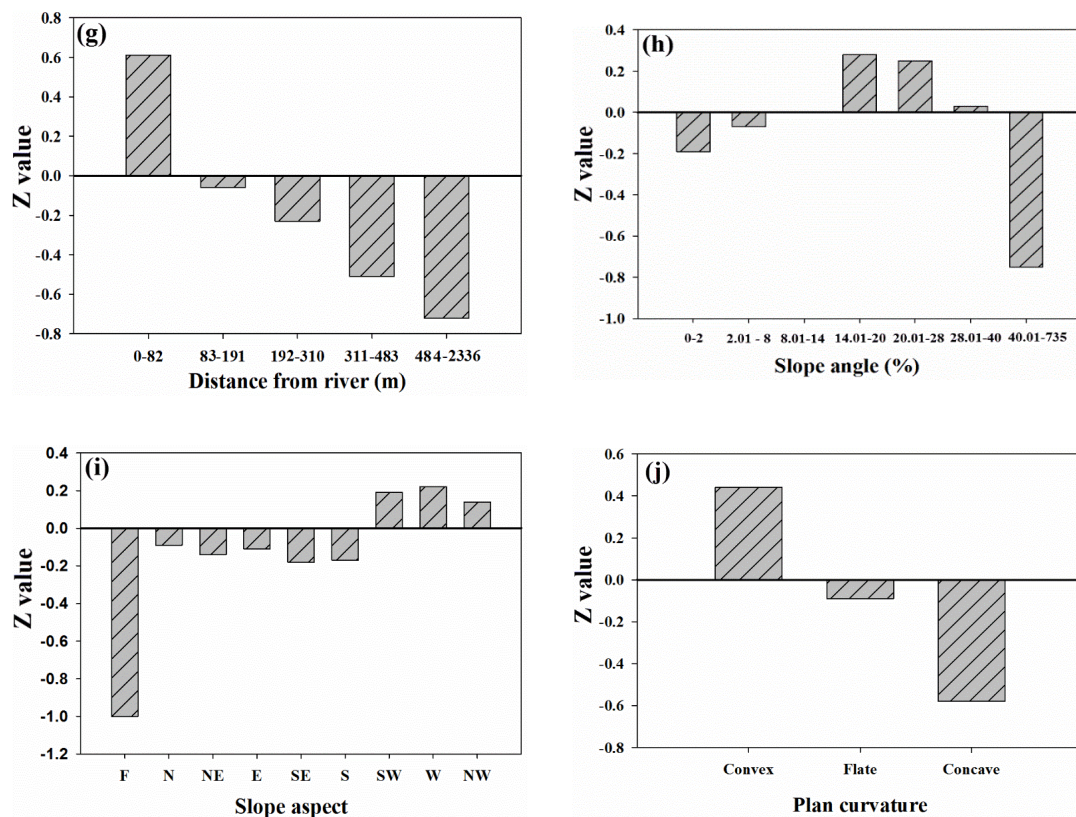 (g)
Z value
0.8
0.6
0.4
0.2
0.0
-0.2
-0.4
-0.6
-0.8
0-82 83-191 192-310 311-483 484-2336
Distance from river (m)
(h)
Z value
0.4
0.2
0.0
-0.2
-0.4
-0.6
-0.8
-1.0
0-2 2.01 - 8 8.01-14 14.01-20 20.01-28 28.01-40 40.01-735
Slope angle (%)
(i)
Z value
0.4
0.2
0.0
-0.2
-0.4
-0.6
-0.8
-1.0
-1.2
F N NE E SE S SW W NW
Slope aspect
(j)
Z value
0.6
0.4
0.2
0.0
-0.2
-0.4
-0.6
-0.8
Convex Flate Concave
Plan curvature